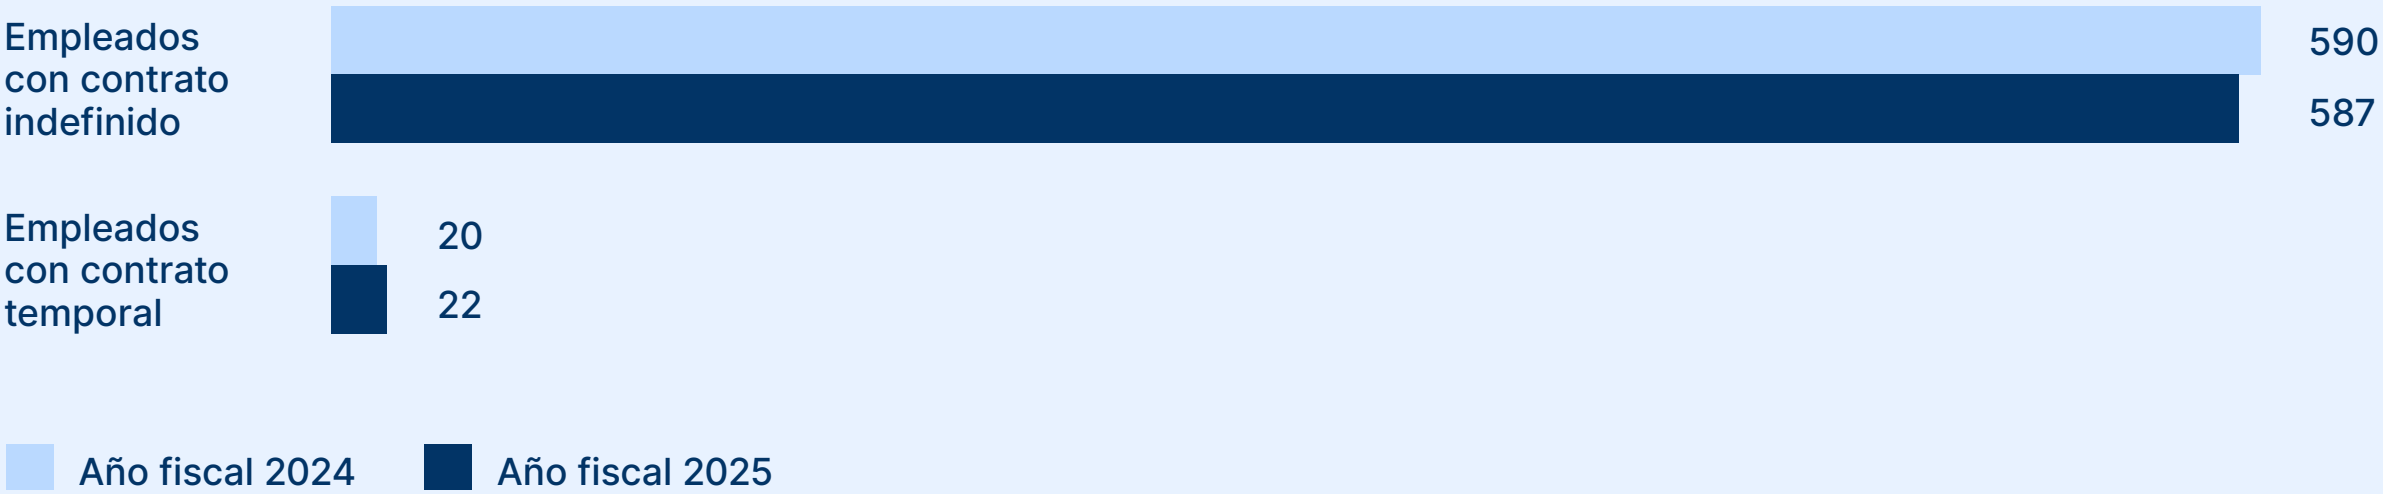 Empleados
con contrato
indefinido
590
587
Empleados
con contrato
temporal
20
22
Año fiscal 2024
Año fiscal 2025